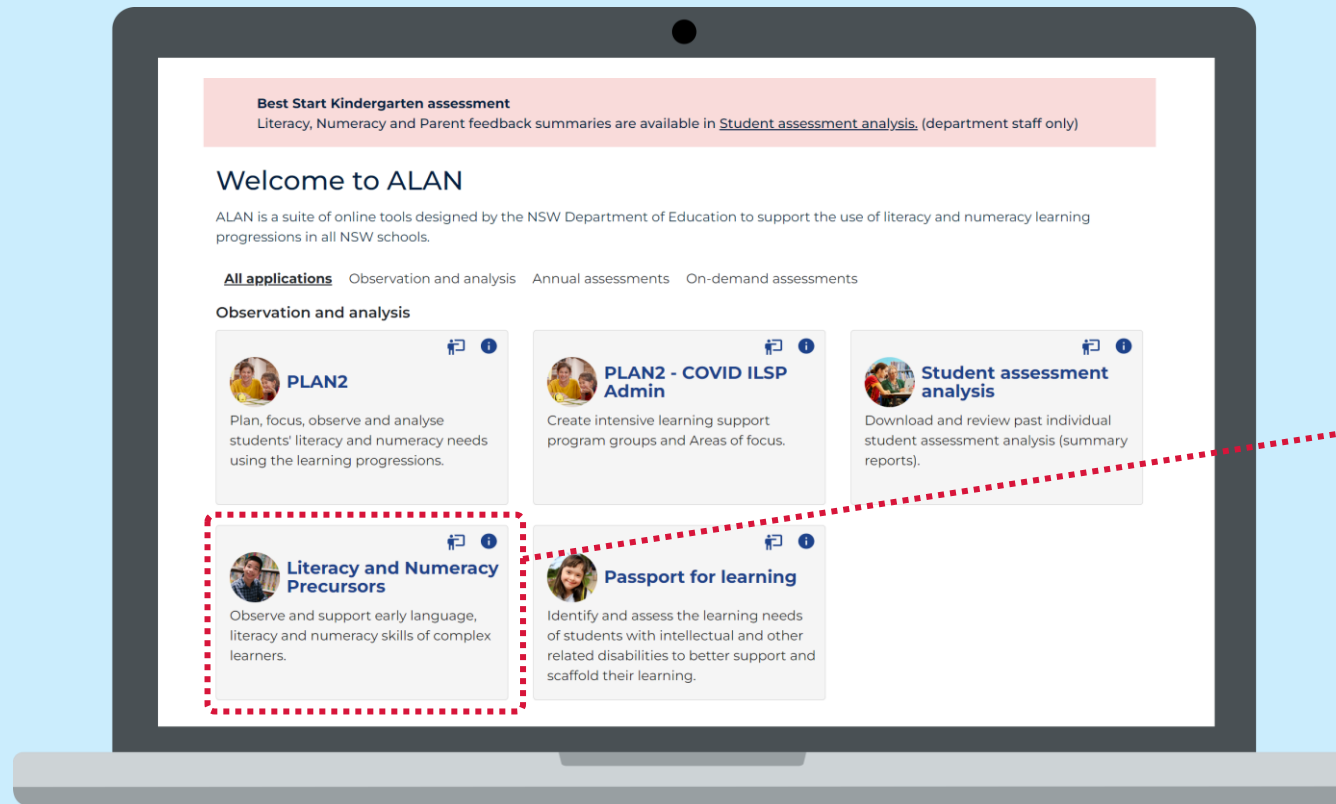 Best Start Kindergarten assessment
Literacy, Numeracy and Parent feedback summaries are available in Student assessment analysis. (department staff only)
Welcome to ALAN
ALAN is a suite of online tools designed by the NSW Department of Education to support the use of literacy and numeracy learning
progressions in all NSW schools.
All applications Observation and analysis Annual assessments On-demand assessments
Observation and analysis
PLAN2
Plan, focus, observe and analyse
students' literacy and numeracy needs
using the learning progressions.
PLAN2 - COVID ILSP
Admin
Create intensive learning support
program groups and Areas of focus.
Student assessment
analysis
Download and review past individual
student assessment analysis (summary
reports).
Literacy and Numeracy
Precursors
Observe and support early language,
literacy and numeracy skills of complex
learners.
Passport for learning
Identify and assess the learning needs
of students with intellectual and other
related disabilities to better support and
scaffold their learning.